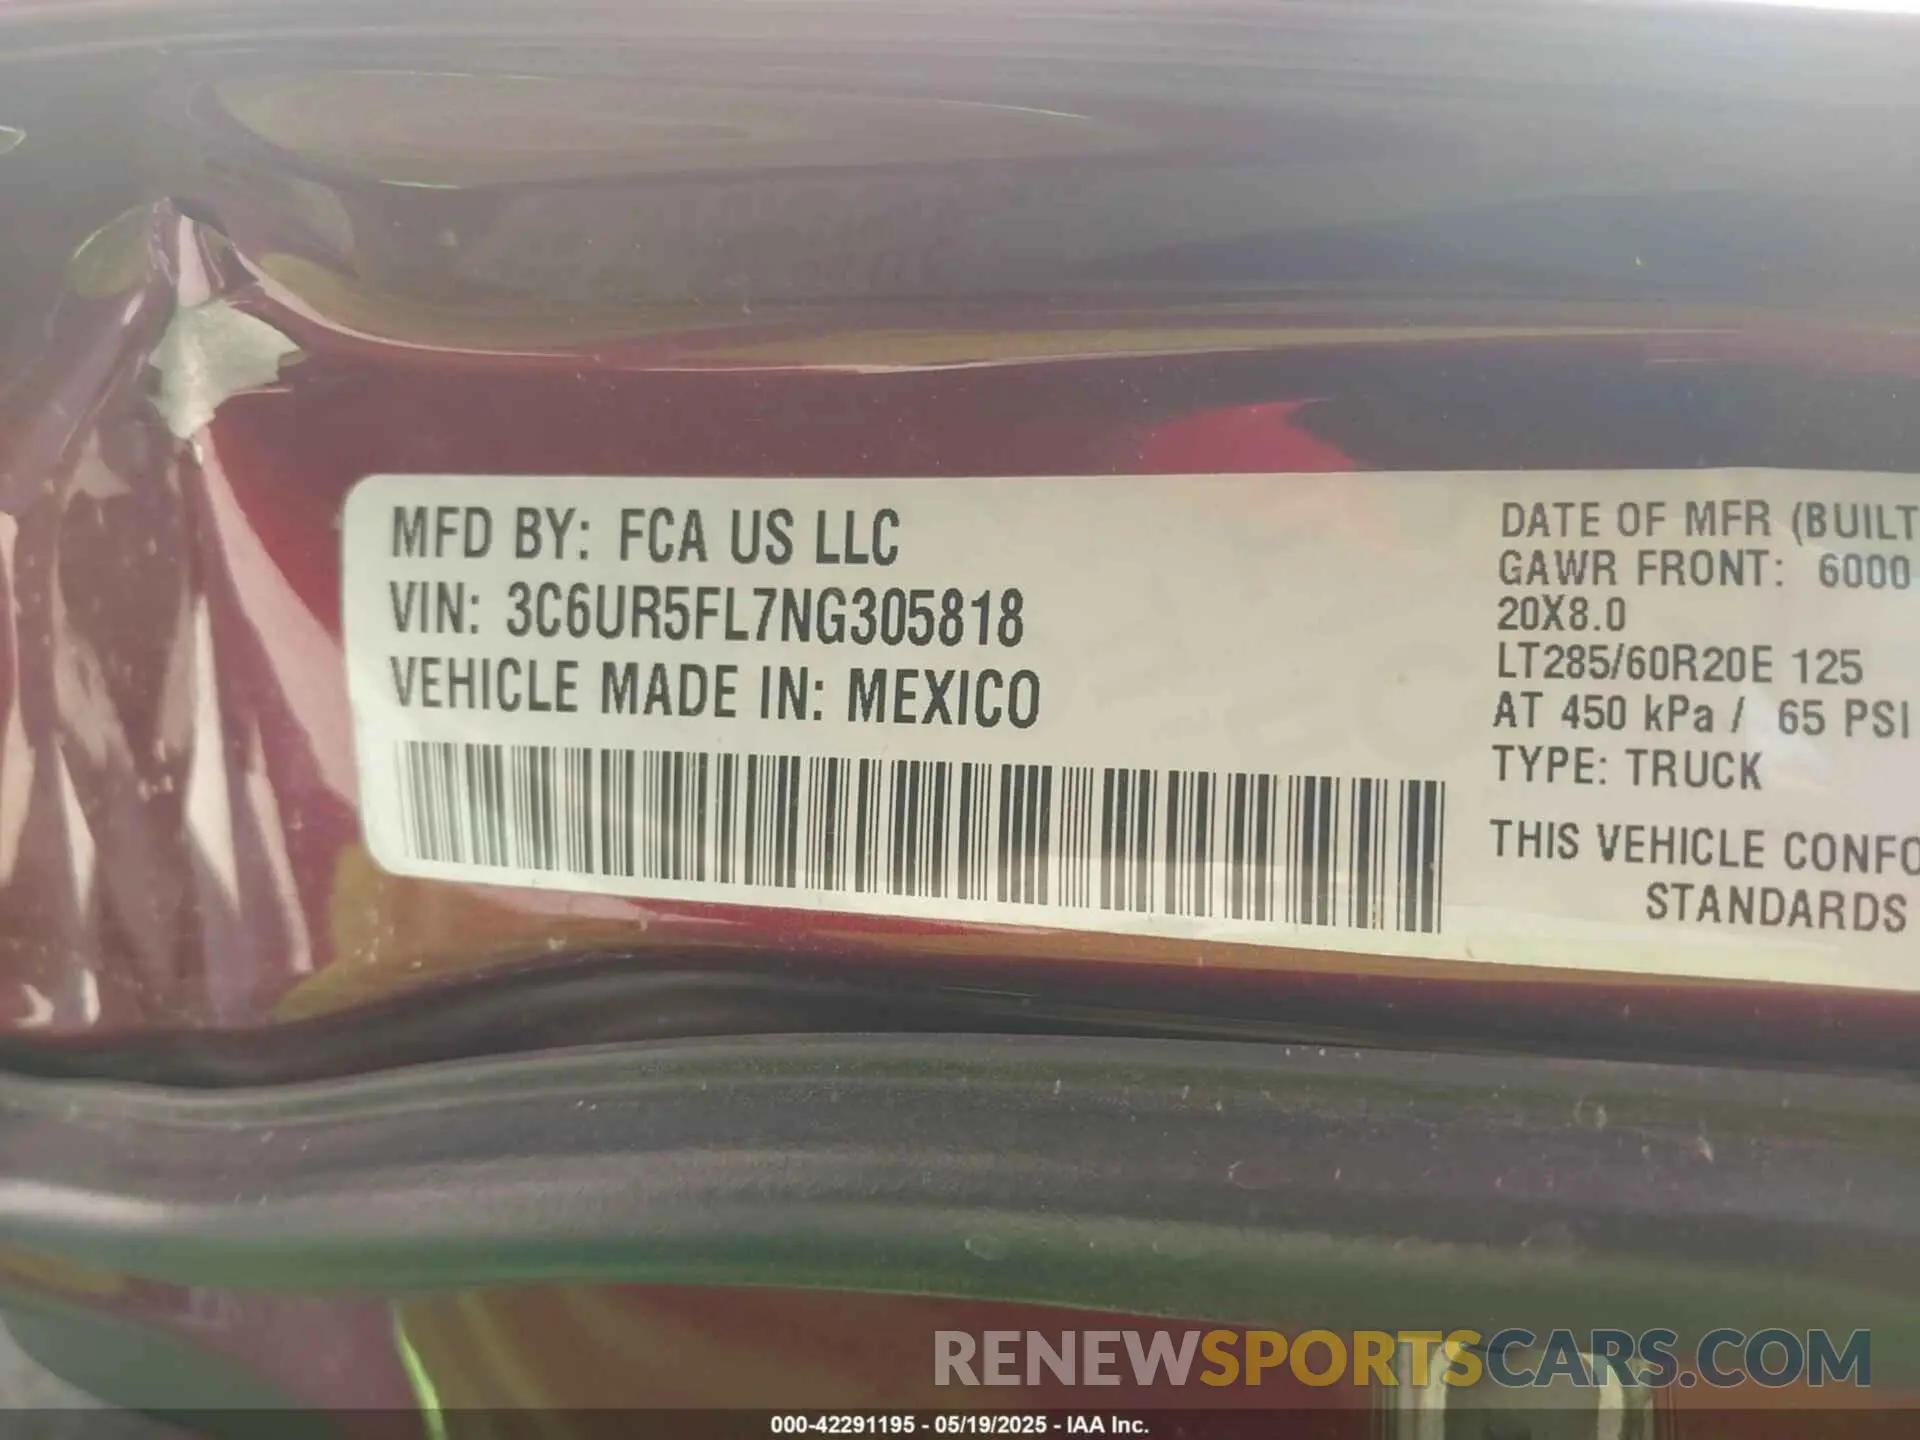 MFD BY: FCA US LLC
VIN: 3C6UR5FL7NG305818
VEHICLE MADE IN: MEXICO
DATE OF MFR (BUILT
GAWR FRONT: 6000
20X8.0
LT285/60R20E 125
AT 450 kPa / 65 PSI
TYPE: TRUCK
THIS VEHICLE CONFO
STANDARDS
RENEWSPORTSCARS.COM
000-42291195 - 05/19/2025 - IAA Inc.